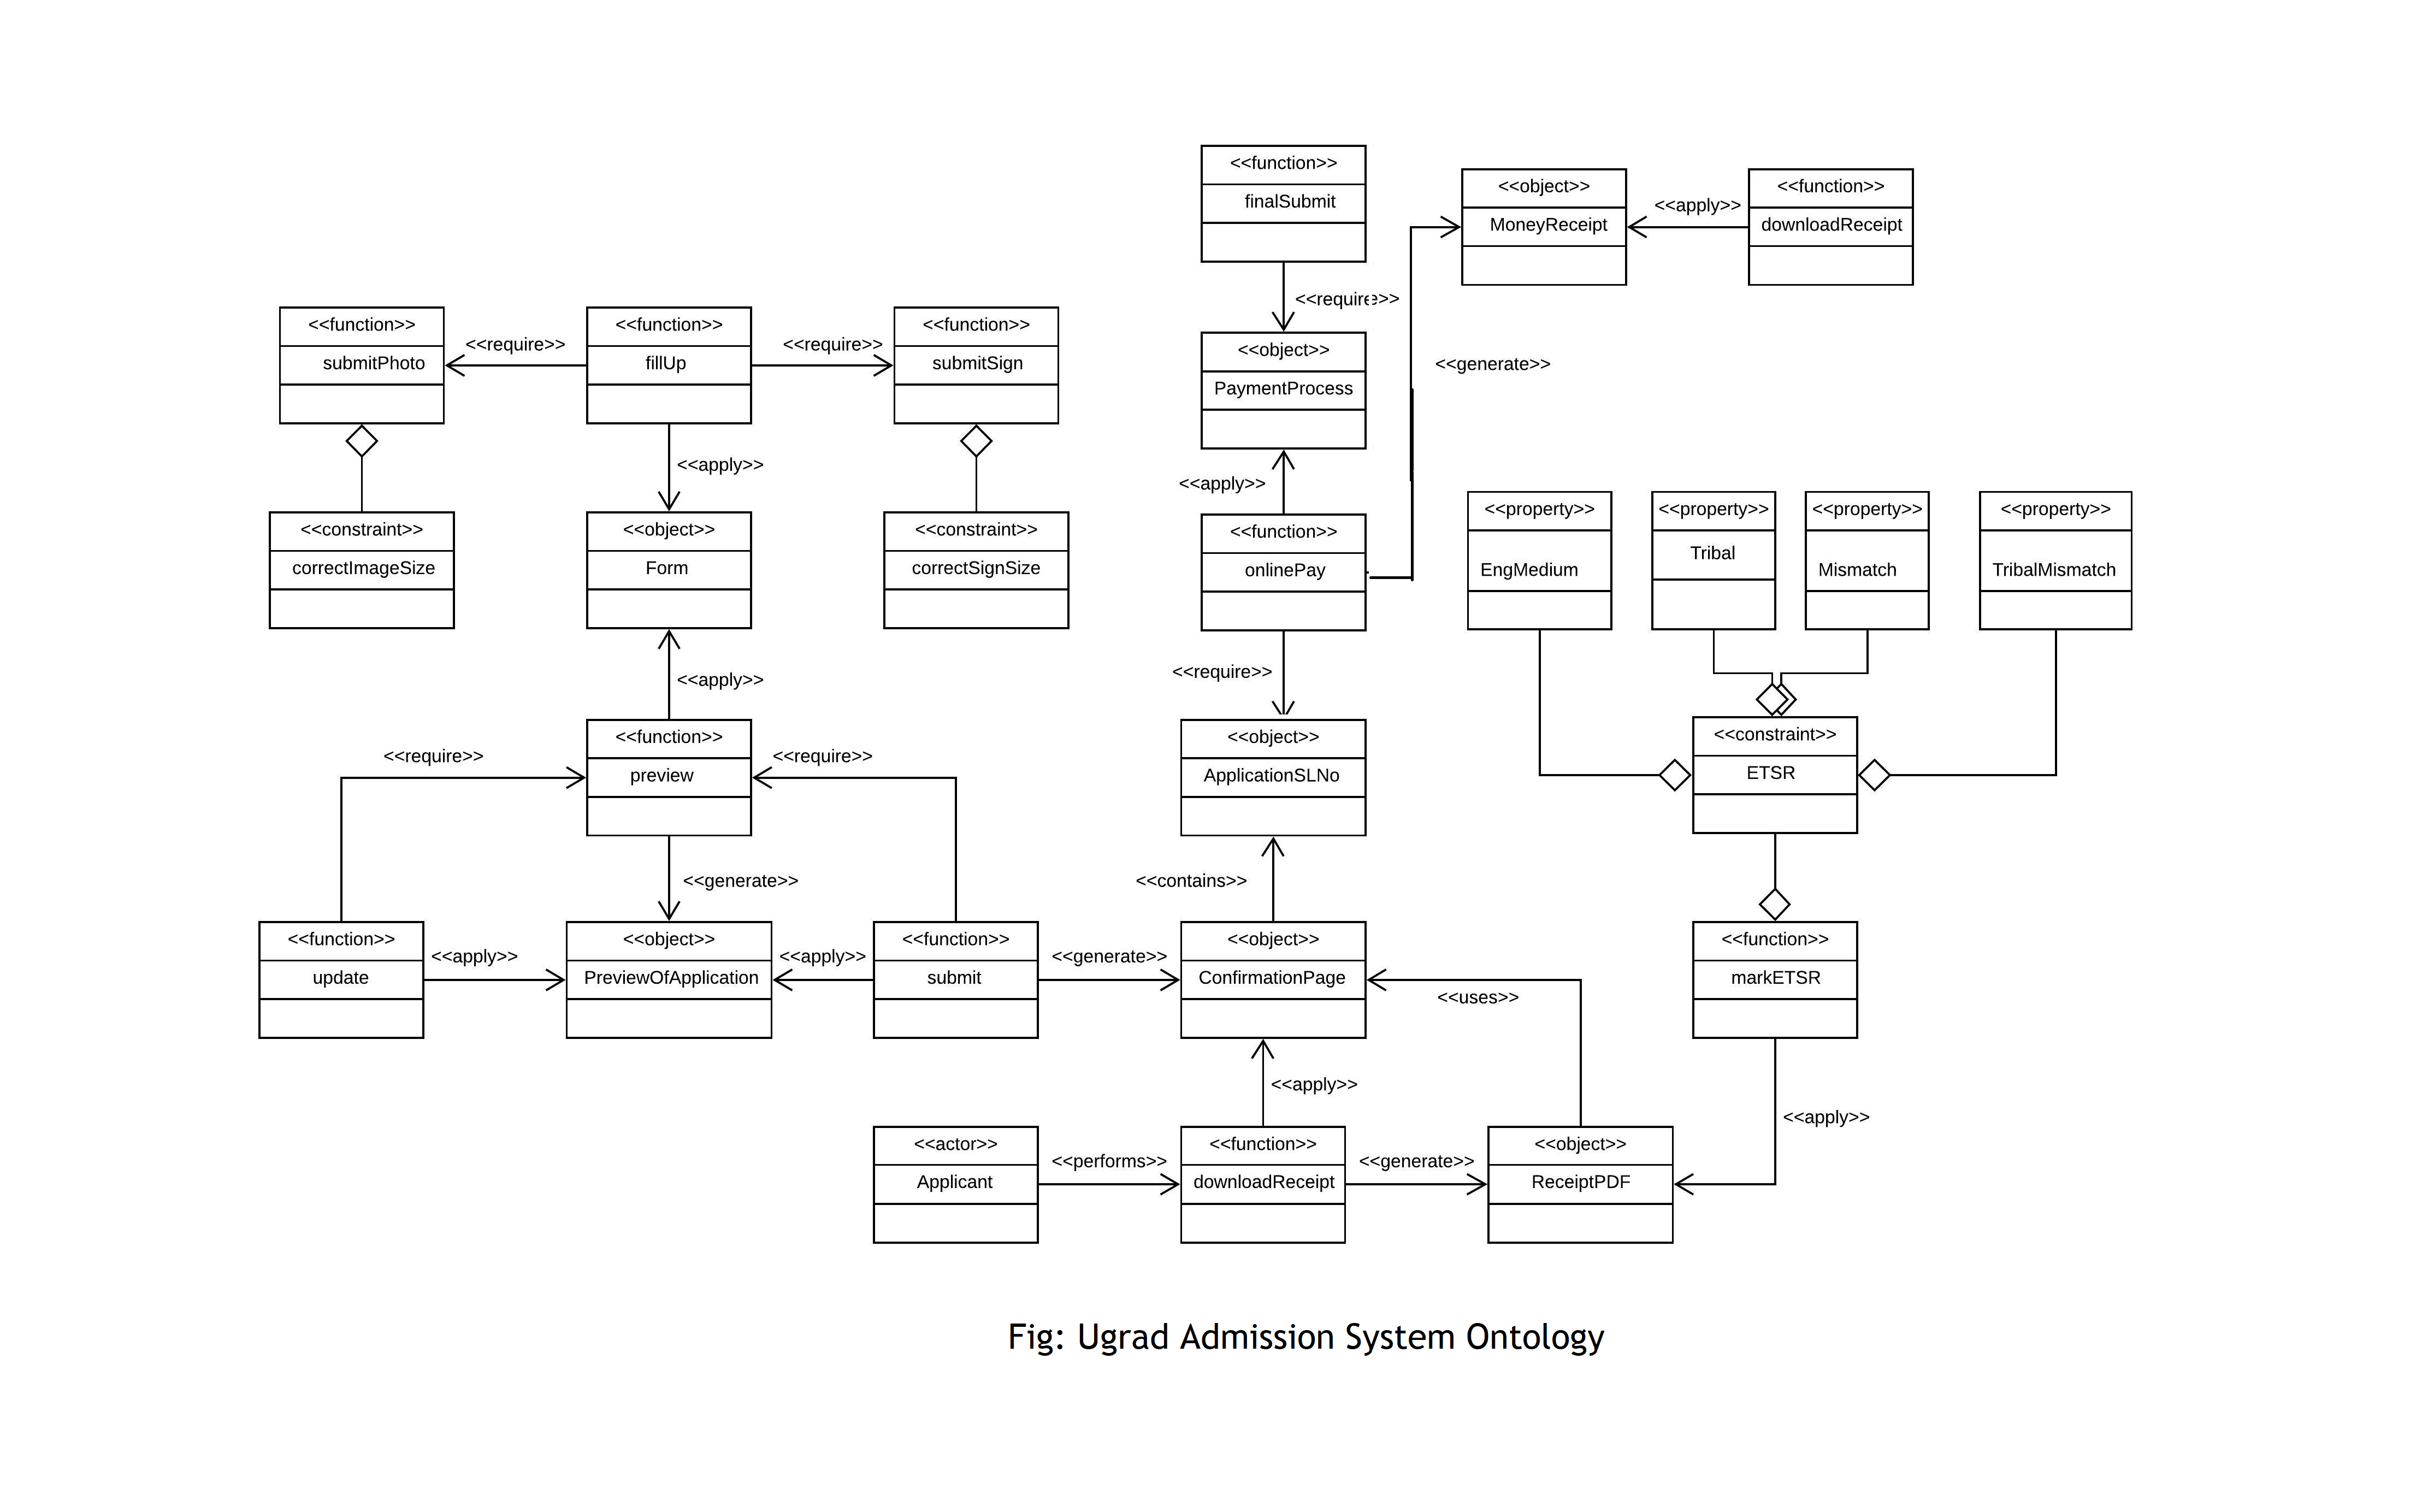 <<function>>
finalSubmit
<<object>>
MoneyReceipt
<<apply>>
<<function>>
downloadReceipt
<<require>>
<<function>>
submitPhoto
<<require>>
<<function>>
fillUp
<<require>>
<<function>>
submitSign
<<object>>
PaymentProcess
<<generate>>
<<apply>>
<<apply>>
<<constraint>>
correctImageSize
<<object>>
Form
<<constraint>>
correctSignSize
<<function>>
onlinePay
<<property>>
EngMedium
<<property>>
Tribal
<<property>>
Mismatch
<<property>>
TribalMismatch
<<apply>>
<<require>>
<<require>>
<<function>>
preview
<<require>>
<<object>>
ApplicationSLNo
<<constraint>>
ETSR
<<generate>>
<<contains>>
<<function>>
update
<<apply>>
<<object>>
PreviewOfApplication
<<apply>>
<<function>>
submit
<<generate>>
<<object>>
ConfirmationPage
<<uses>>
<<function>>
markETSR
<<apply>>
<<apply>>
<<actor>>
Applicant
<<performs>>
<<function>>
downloadReceipt
<<generate>>
<<object>>
ReceiptPDF
Fig: Ugrad Admission System Ontology